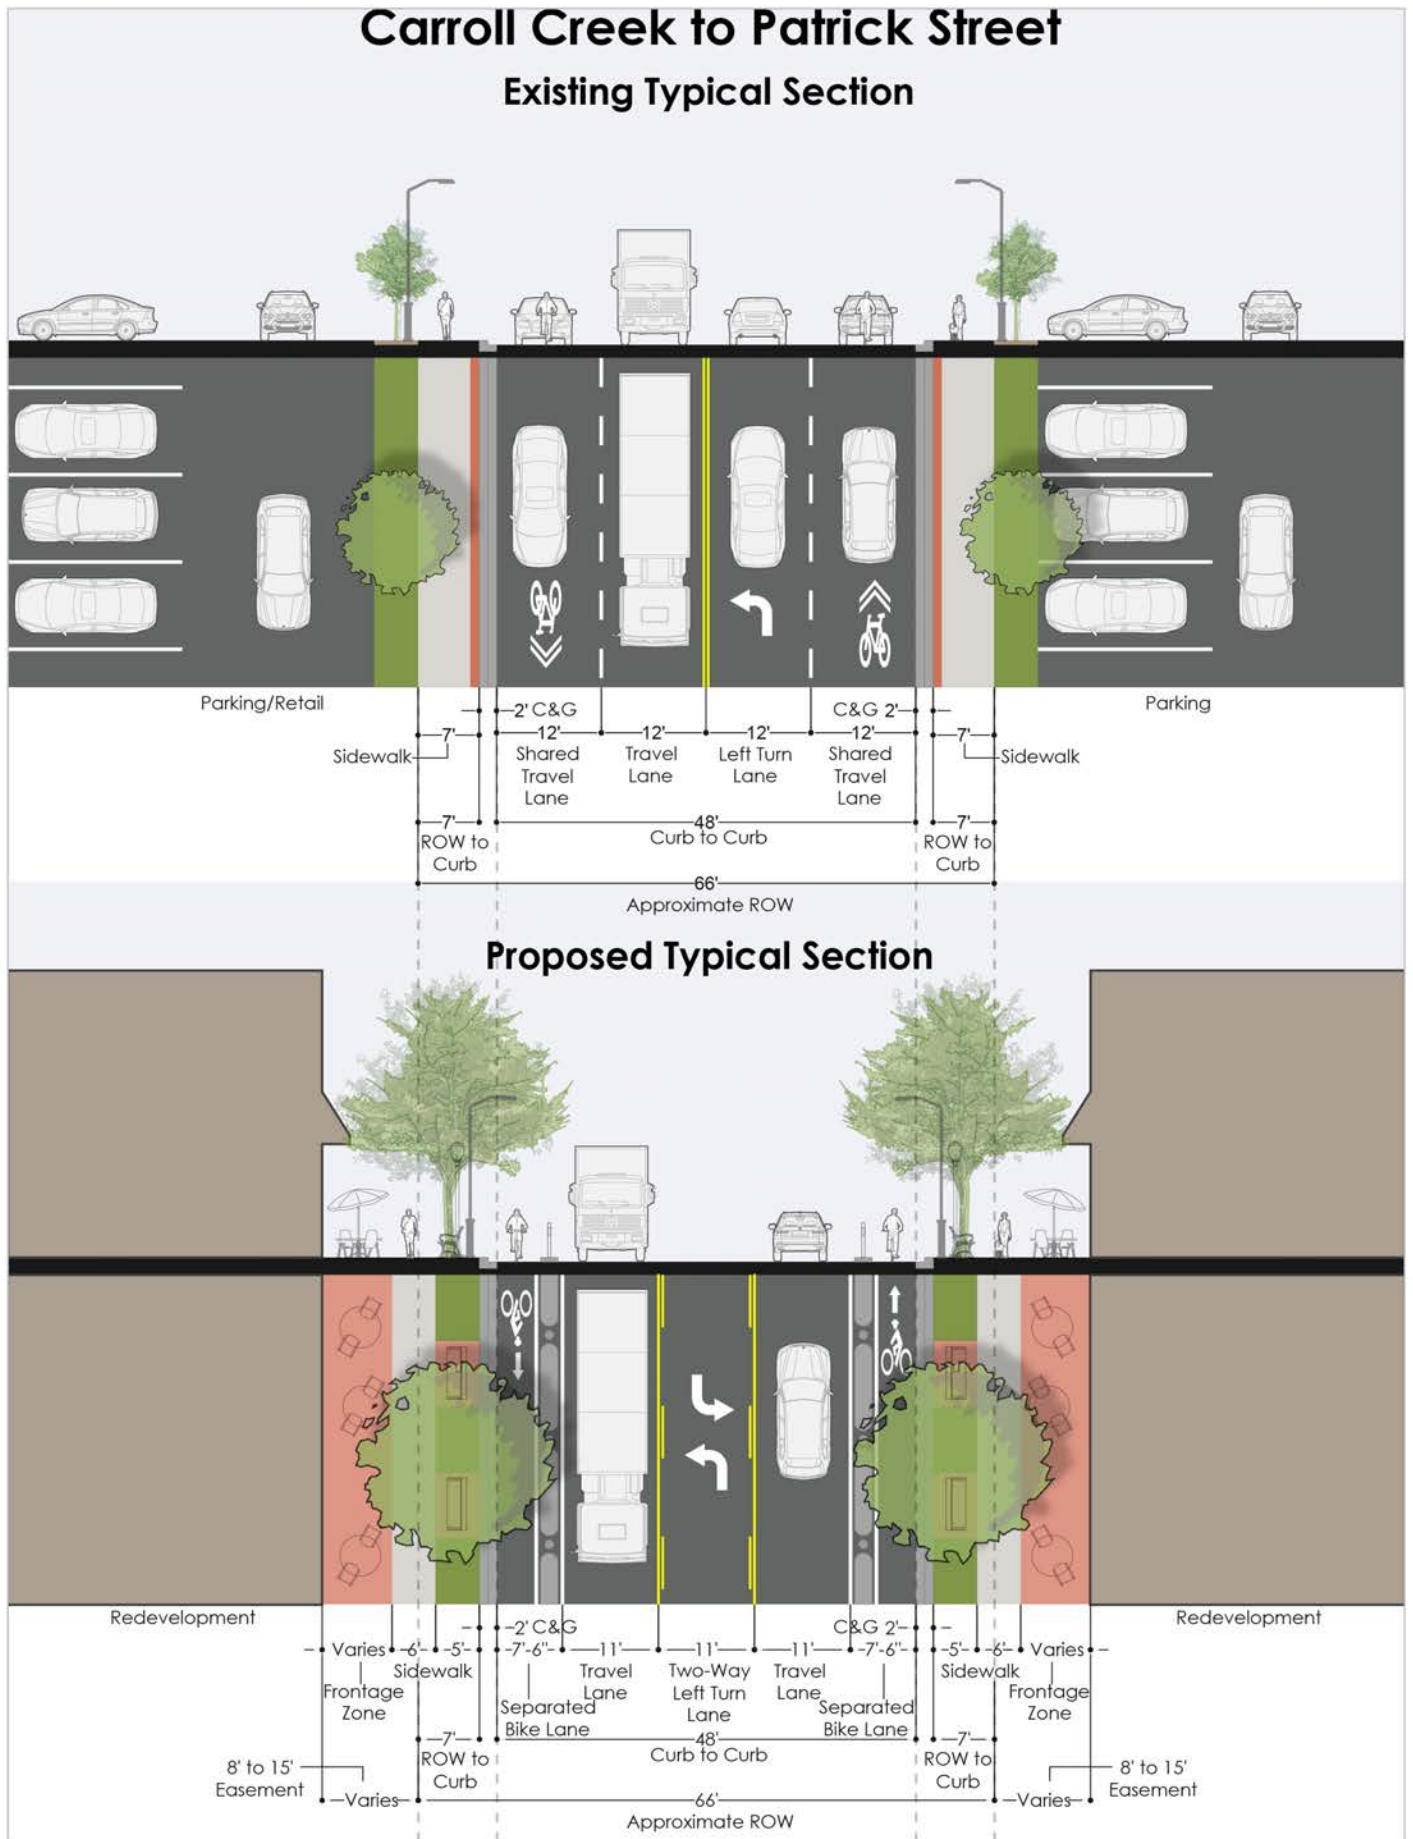 Carroll Creek to Patrick Street
Existing Typical Section
Parking/Retail
Parking
2' C&G
C&G 2'
7'
12'
12'
12'
12'
7'
Sidewalk
Shared
Travel
Lane
Travel
Lane
Left Turn
Lane
Shared
Travel
Lane
Sidewalk
7'
48'
7'
ROW to
Curb
Curb to Curb
ROW to
Curb
66'
Approximate ROW
Proposed Typical Section
Redevelopment
Redevelopment
2' C&G
C&G 2'
Varies
6'
5'
7'-6"
11'
11'
11'
7'-6"
5'
6'
Varies
Sidewalk
Travel
Lane
Two-Way
Left Turn
Lane
Travel
Lane
Sidewalk
Frontage
Zone
Separated
Bike Lane
Separated
Bike Lane
Frontage
Zone
7'
48'
7'
ROW to
Curb
Curb to Curb
ROW to
Curb
8' to 15'
Easement
8' to 15'
Easement
Varies
66'
Varies
Approximate ROW